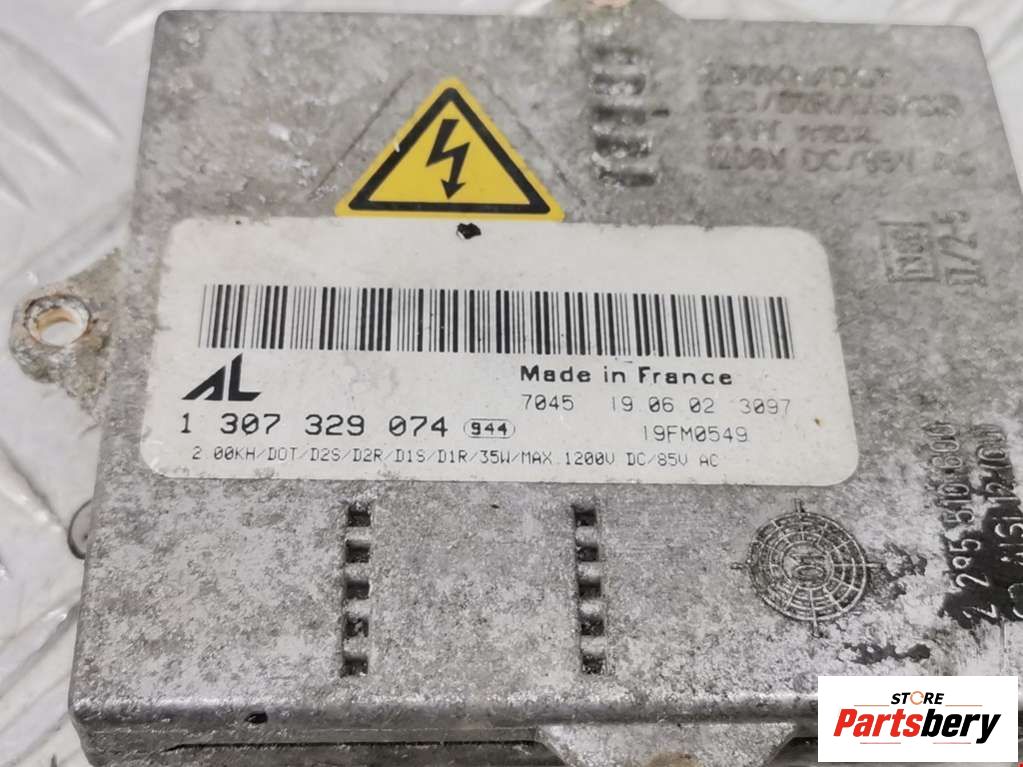 AL
Made in France
7045 19.06.02 3097
1 307 329 074 944
19FM0549
2.00KH/DOT/D2S/D2R/D1S/D1R/35W/MAX.1200V DC/85V AC
STORE
Partsbery